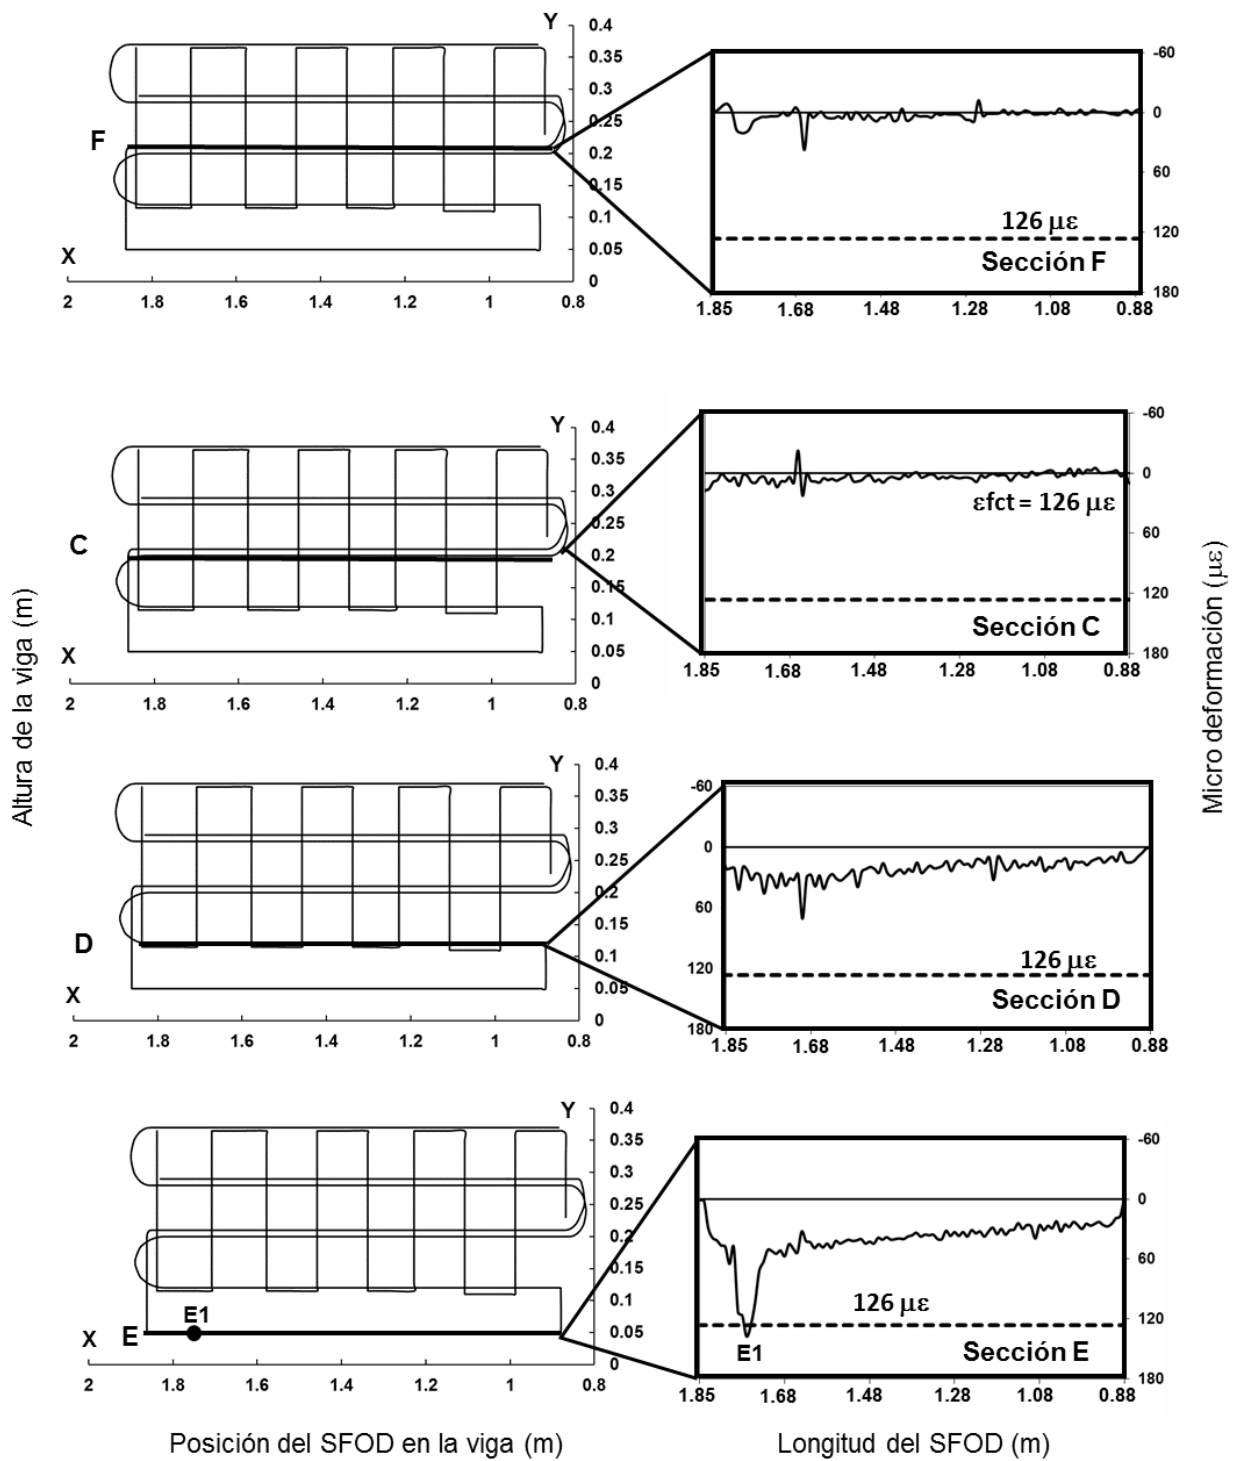 Altura de la viga (m)
Y
0.4
0.35
0.3
0.25
0.2
0.15
0.1
0.05
0
F
X
2 1.8 1.6 1.4 1.2 1 0.8
-60
0
60
120
180
126 με
Sección F
1.85 1.68 1.48 1.28 1.08 0.88
Y
0.4
0.35
0.3
0.25
0.2
0.15
0.1
0.05
0
C
X
2 1.8 1.6 1.4 1.2 1 0.8
-60
0
60
120
180
εfct = 126 με
Sección C
1.85 1.68 1.48 1.28 1.08 0.88
Y
0.4
0.35
0.3
0.25
0.2
0.15
0.1
0.05
0
D
X
2 1.8 1.6 1.4 1.2 1 0.8
-60
0
60
120
180
126 με
Sección D
1.85 1.68 1.48 1.28 1.08 0.88
Y
0.4
0.35
0.3
0.25
0.2
0.15
0.1
0.05
0
E1
X E
2 1.8 1.6 1.4 1.2 1 0.8
-60
0
60
120
180
126 με
E1
Sección E
1.85 1.68 1.48 1.28 1.08 0.88
Micro deformación (με)
Posición del SFOD en la viga (m)
Longitud del SFOD (m)